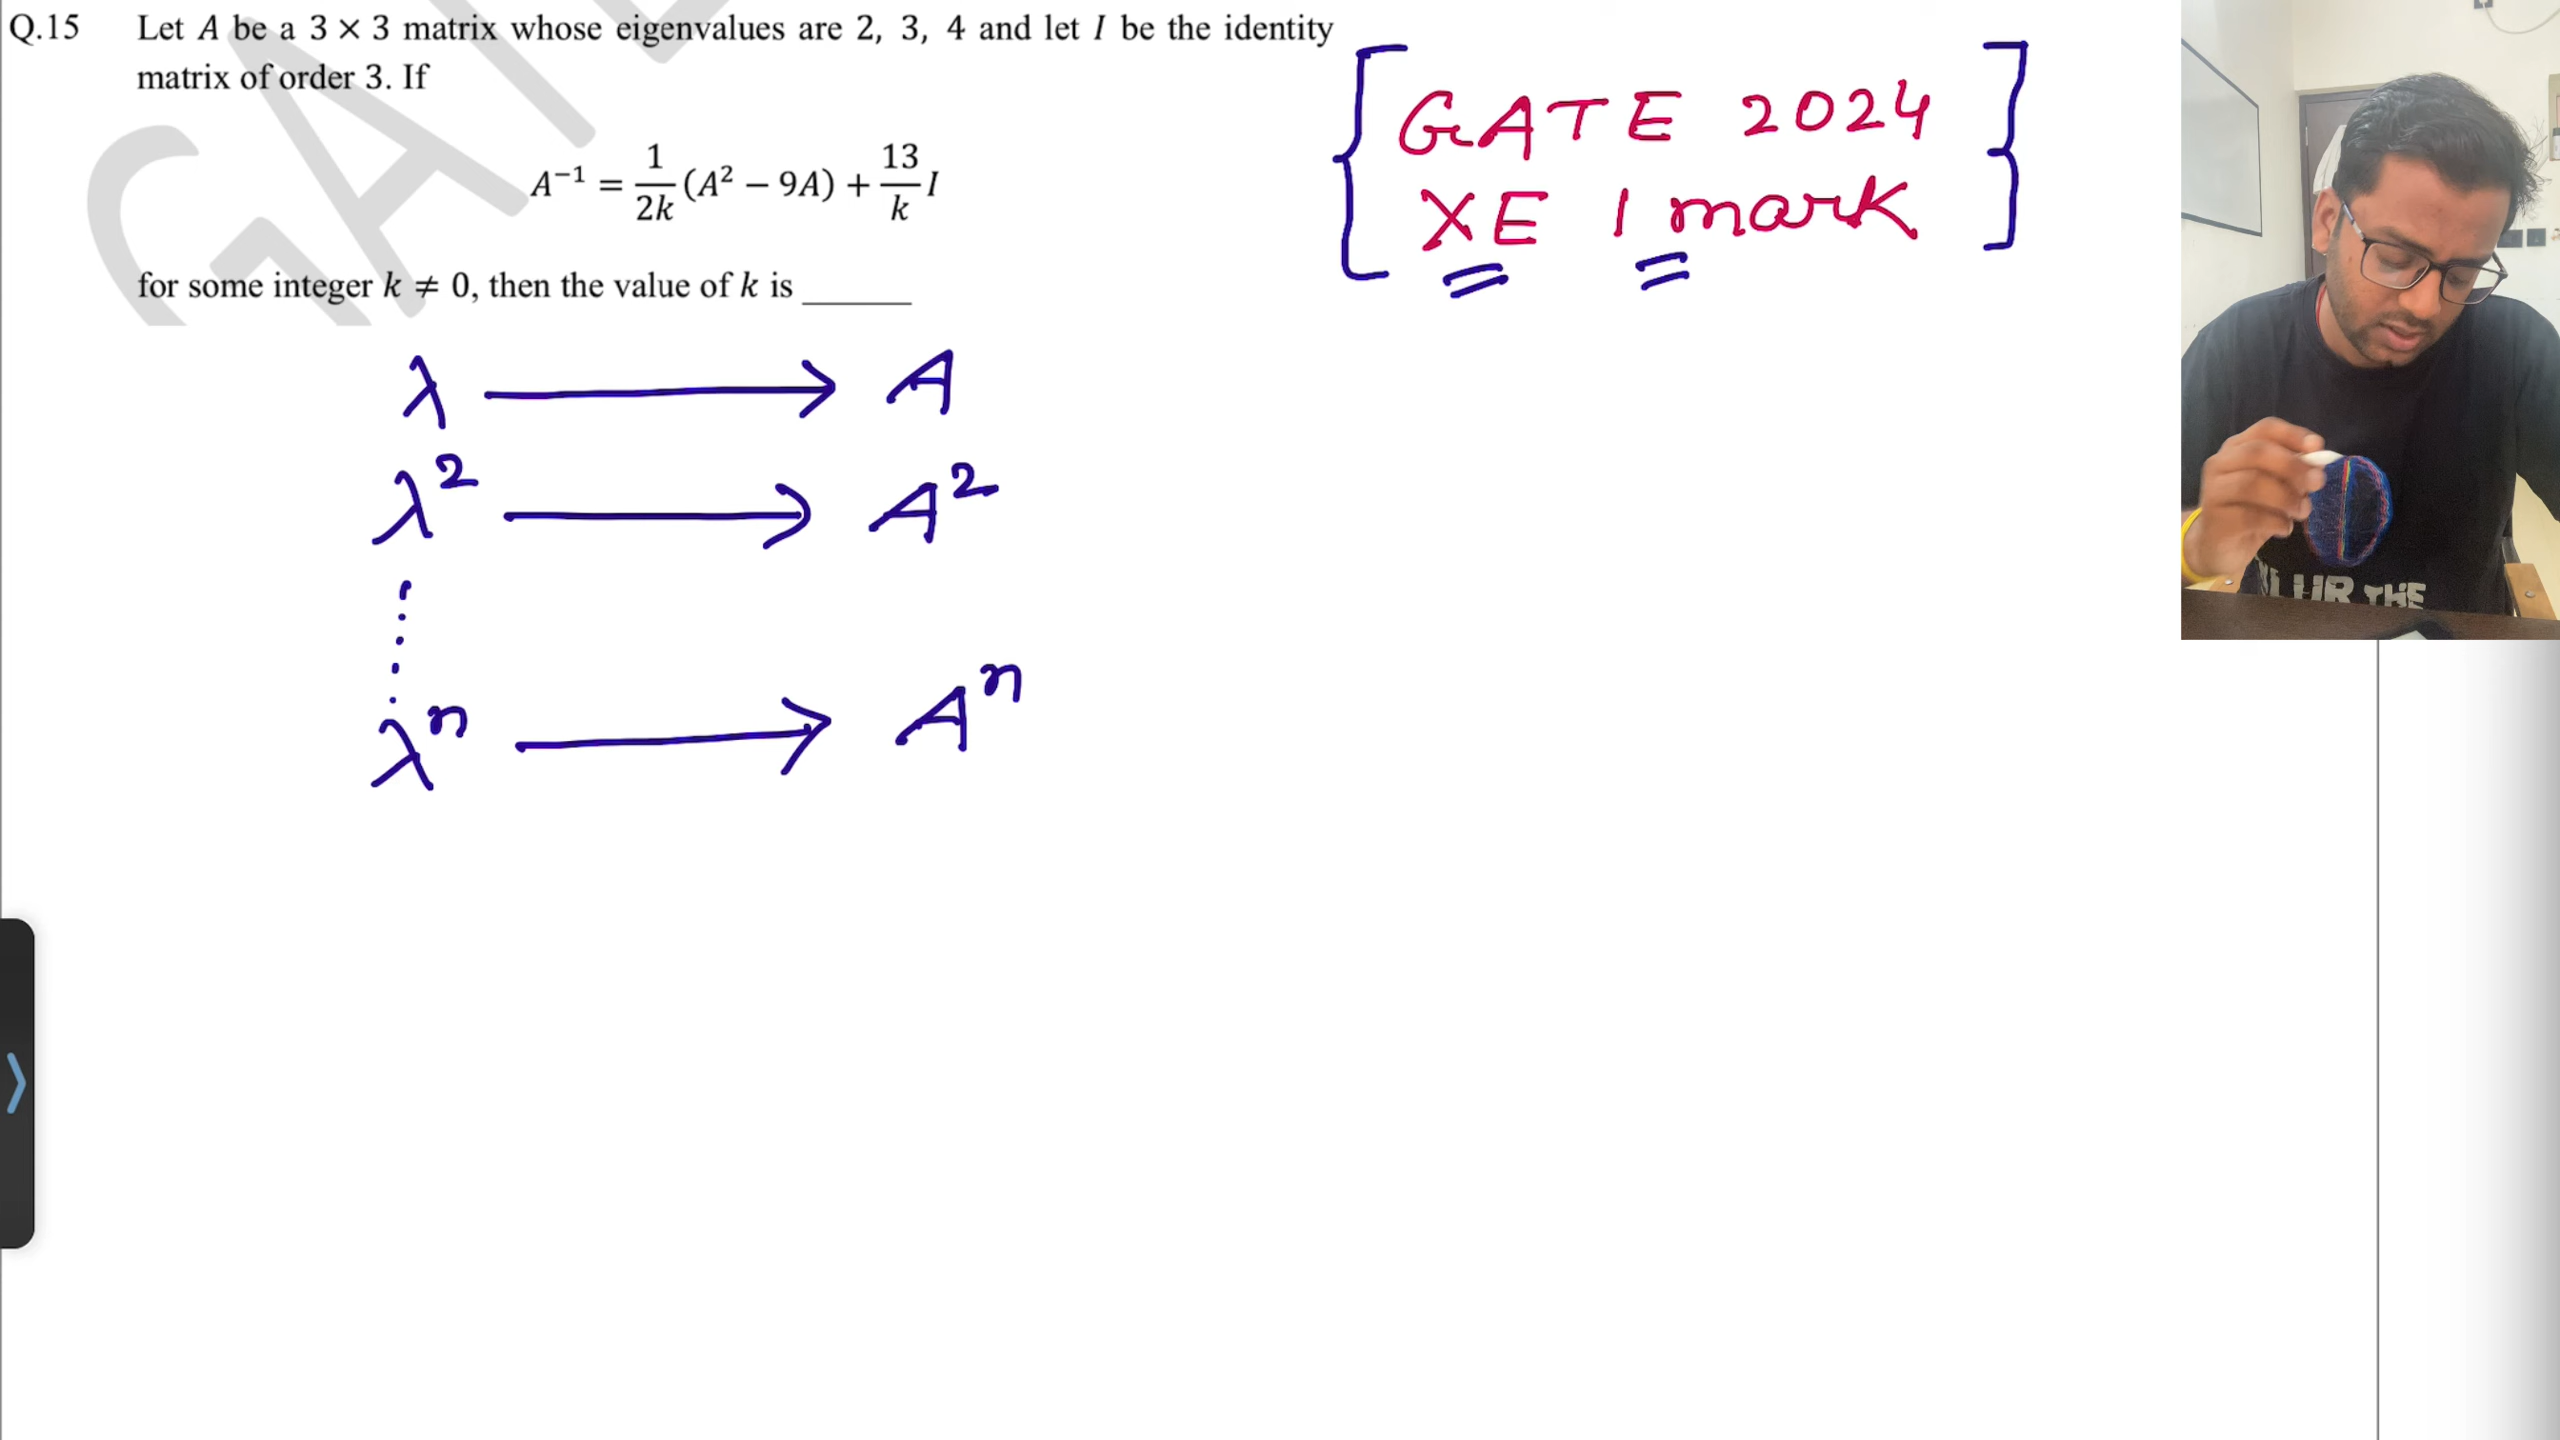 Q.15 Let A be a 3 × 3 matrix whose eigenvalues are 2, 3, 4 and let I be the identity
matrix of order 3. If
A⁻¹ = 1/2k (A² − 9A) + 13/k I
for some integer k ≠ 0, then the value of k is ______
[GATE 2024
XE 1 mark]
λ ⟶ A
λ² ⟶ A²
λⁿ ⟶ Aⁿ
THE